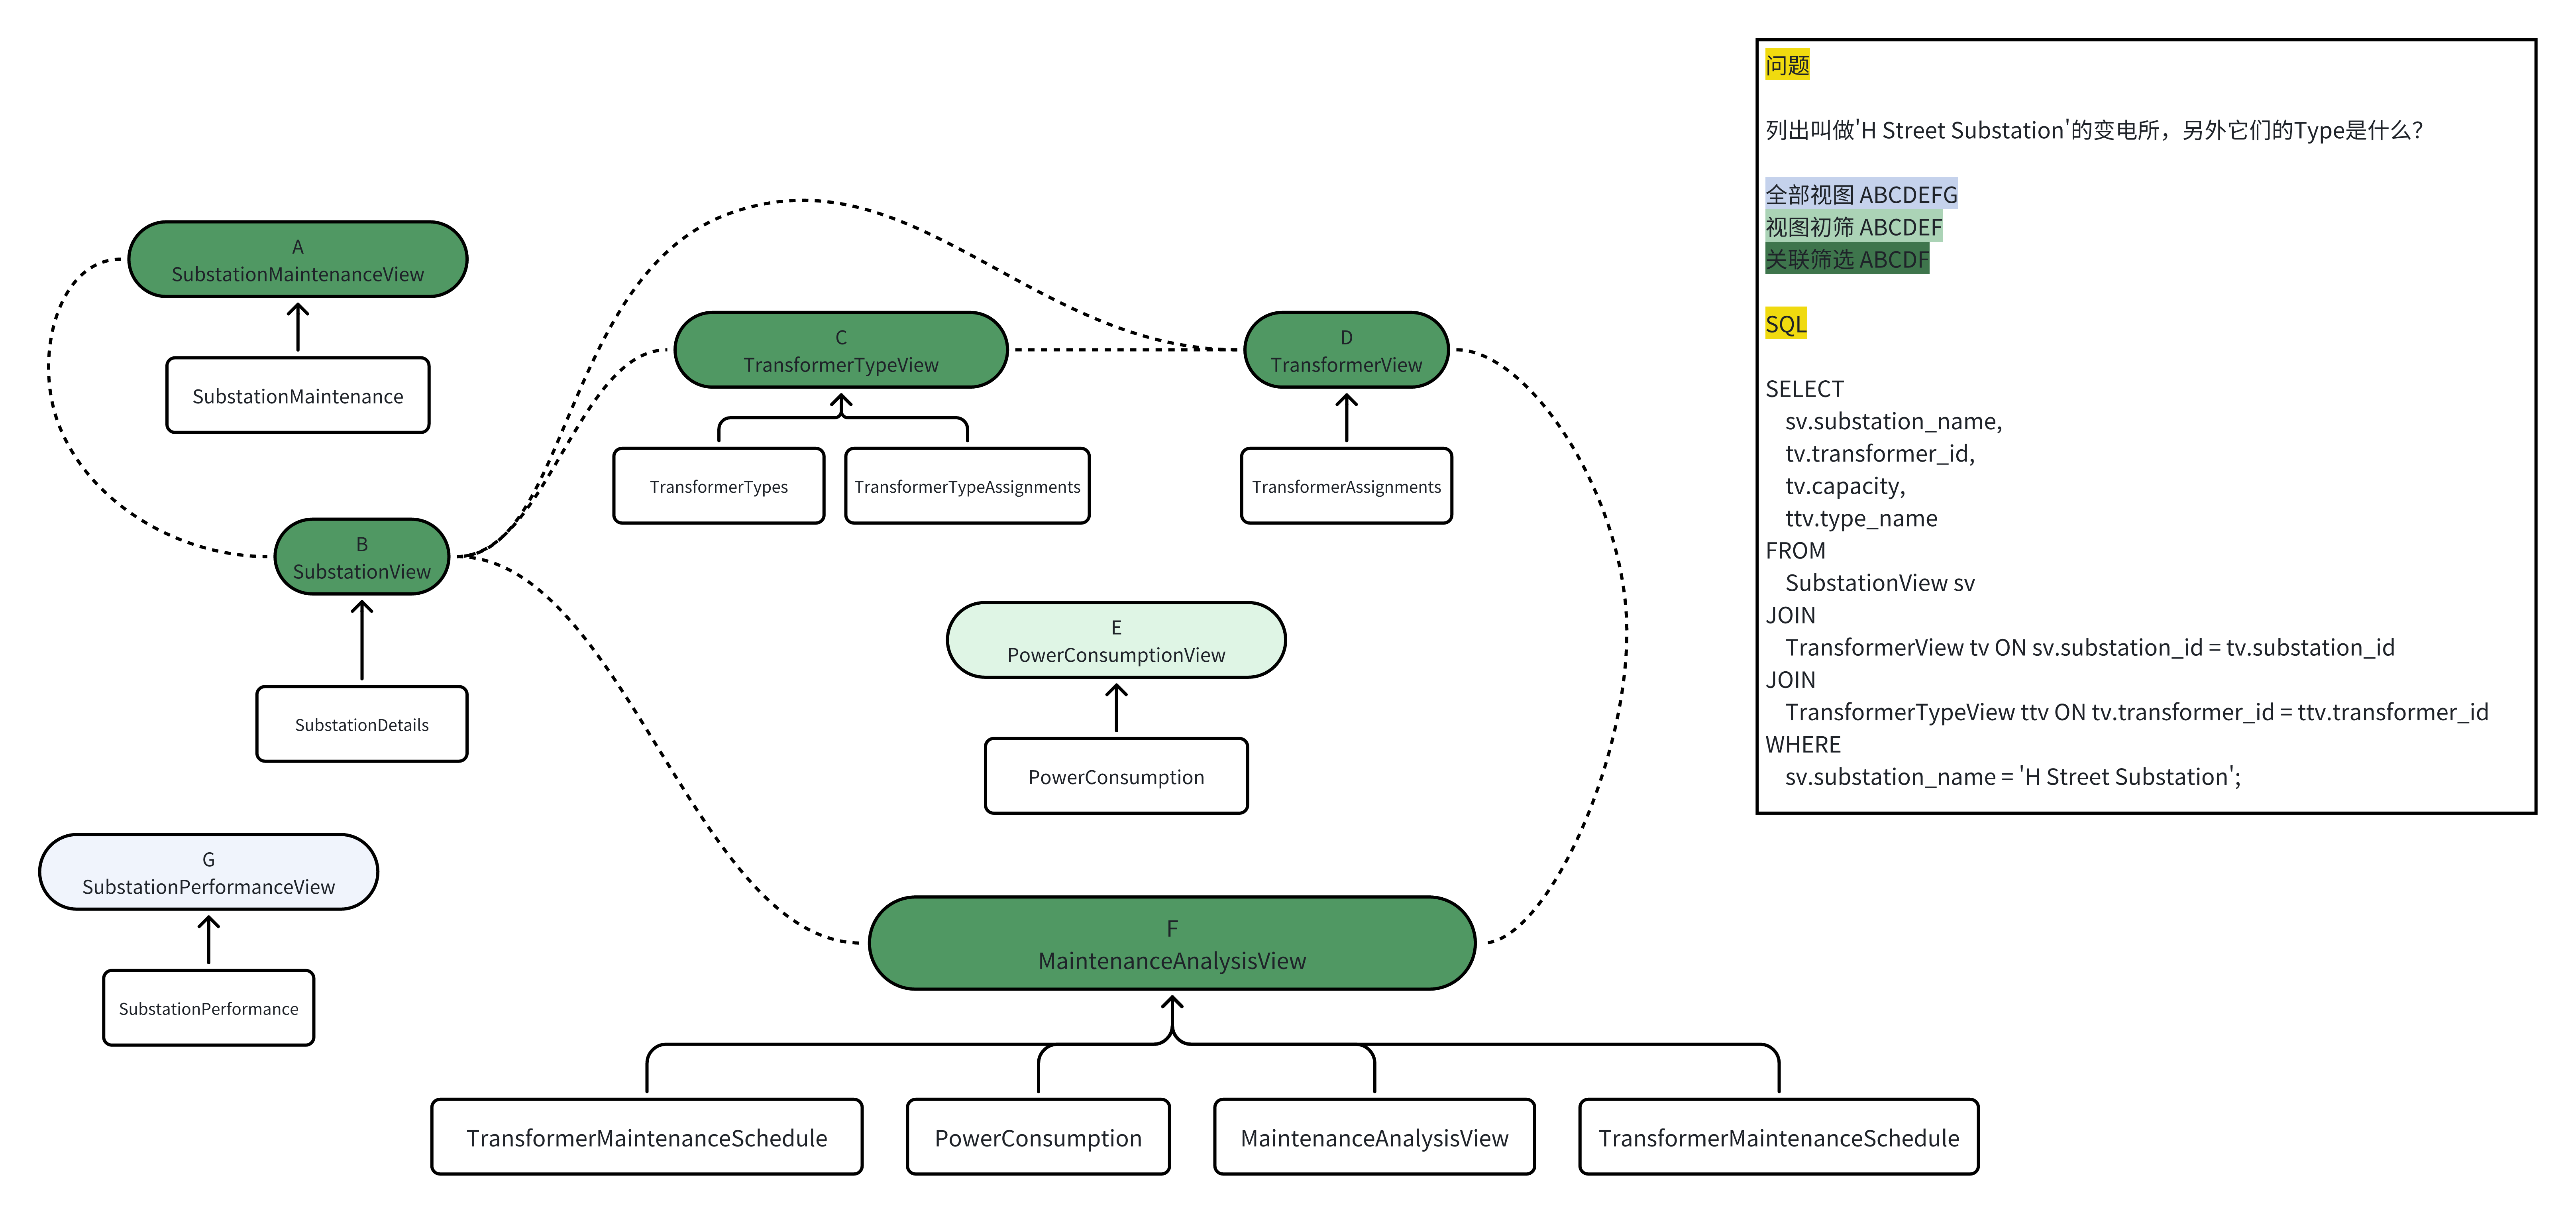 A
SubstationMaintenanceView
SubstationMaintenance
B
SubstationView
SubstationDetails
C
TransformerTypeView
TransformerTypes
TransformerTypeAssignments
D
TransformerView
TransformerAssignments
E
PowerConsumptionView
PowerConsumption
G
SubstationPerformanceView
SubstationPerformance
F
MaintenanceAnalysisView
TransformerMaintenanceSchedule
PowerConsumption
MaintenanceAnalysisView
TransformerMaintenanceSchedule
问题
列出叫做'H Street Substation'的变电所，另外它们的Type是什么？
全部视图 ABCDEFG
视图初筛 ABCDEF
关联筛选 ABCDF
SQL
SELECT
sv.substation_name,
tv.transformer_id,
tv.capacity,
ttv.type_name
FROM
SubstationView sv
JOIN
TransformerView tv ON sv.substation_id = tv.substation_id
JOIN
TransformerTypeView ttv ON tv.transformer_id = ttv.transformer_id
WHERE
sv.substation_name = 'H Street Substation';